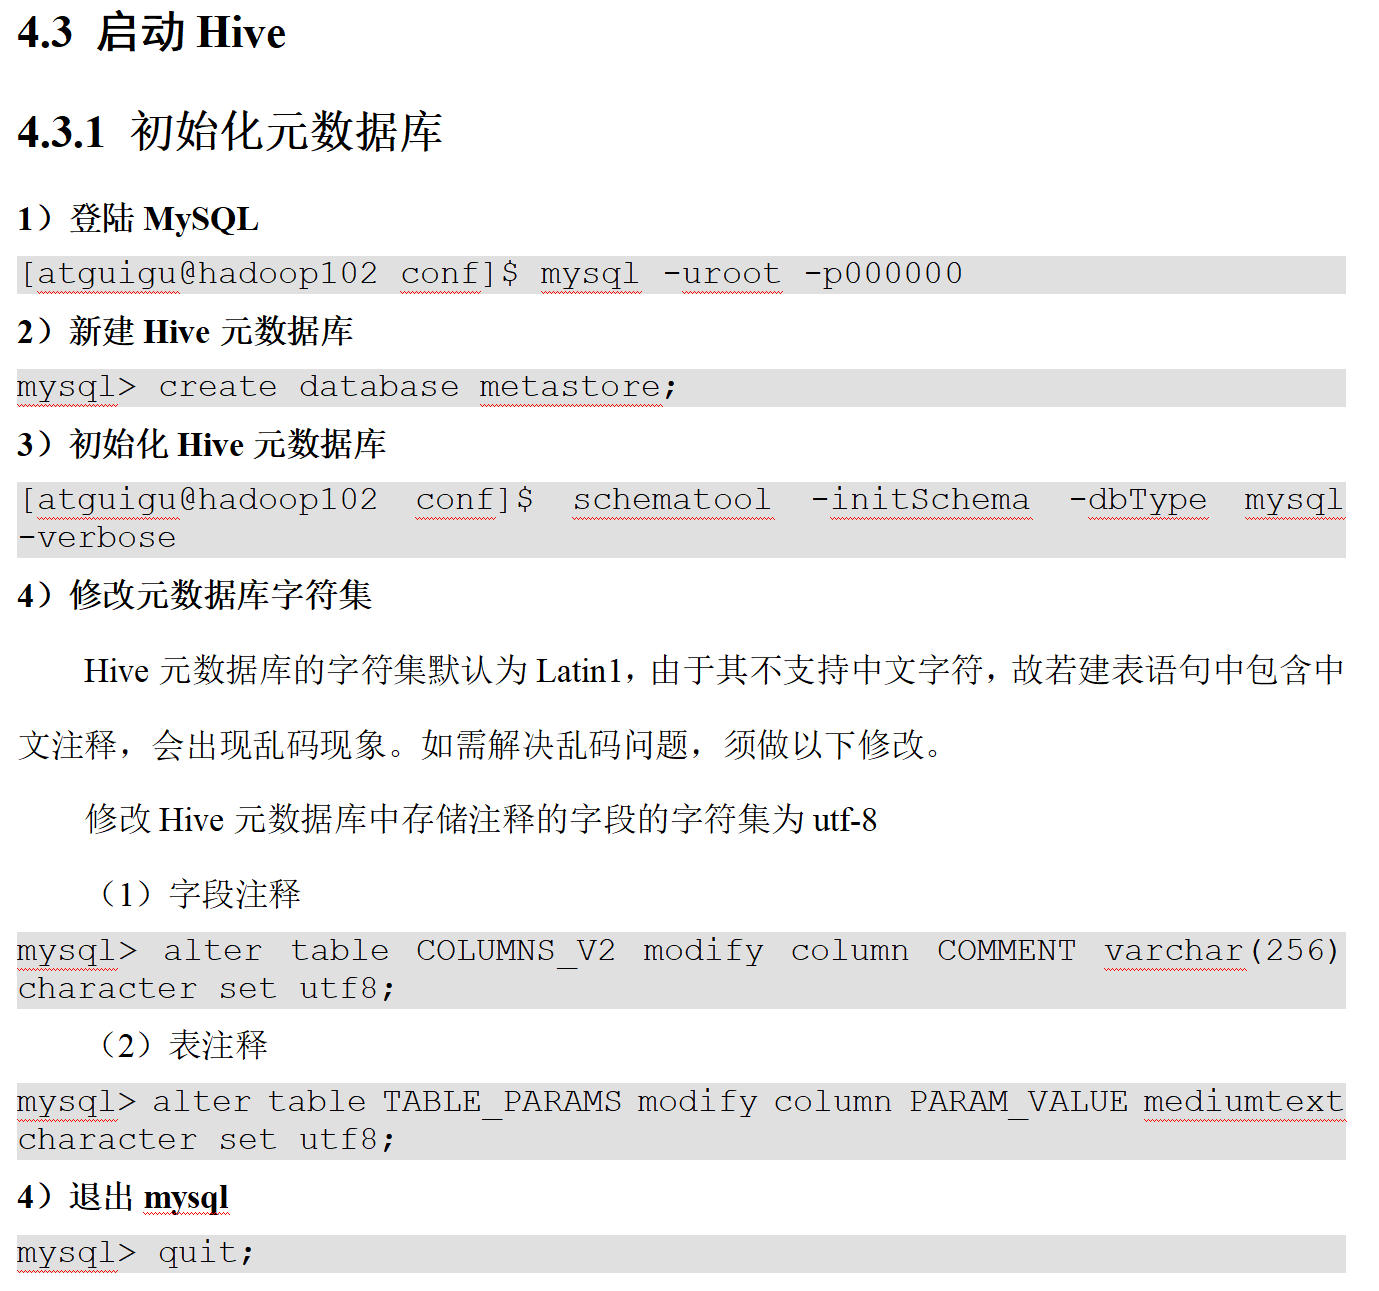 4.3 启动 Hive
4.3.1 初始化元数据库
1）登陆 MySQL
[atguigu@hadoop102 conf]$ mysql -uroot -p000000
2）新建 Hive 元数据库
mysql> create database metastore;
3）初始化 Hive 元数据库
[atguigu@hadoop102 conf]$ schematool -initSchema -dbType mysql
-verbose
4）修改元数据库字符集
Hive 元数据库的字符集默认为 Latin1，由于其不支持中文字符，故若建表语句中包含中
文注释，会出现乱码现象。如需解决乱码问题，须做以下修改。
修改 Hive 元数据库中存储注释的字段的字符集为 utf-8
（1）字段注释
mysql> alter table COLUMNS_V2 modify column COMMENT varchar(256)
character set utf8;
（2）表注释
mysql> alter table TABLE_PARAMS modify column PARAM_VALUE mediumtext
character set utf8;
4）退出 mysql
mysql> quit;